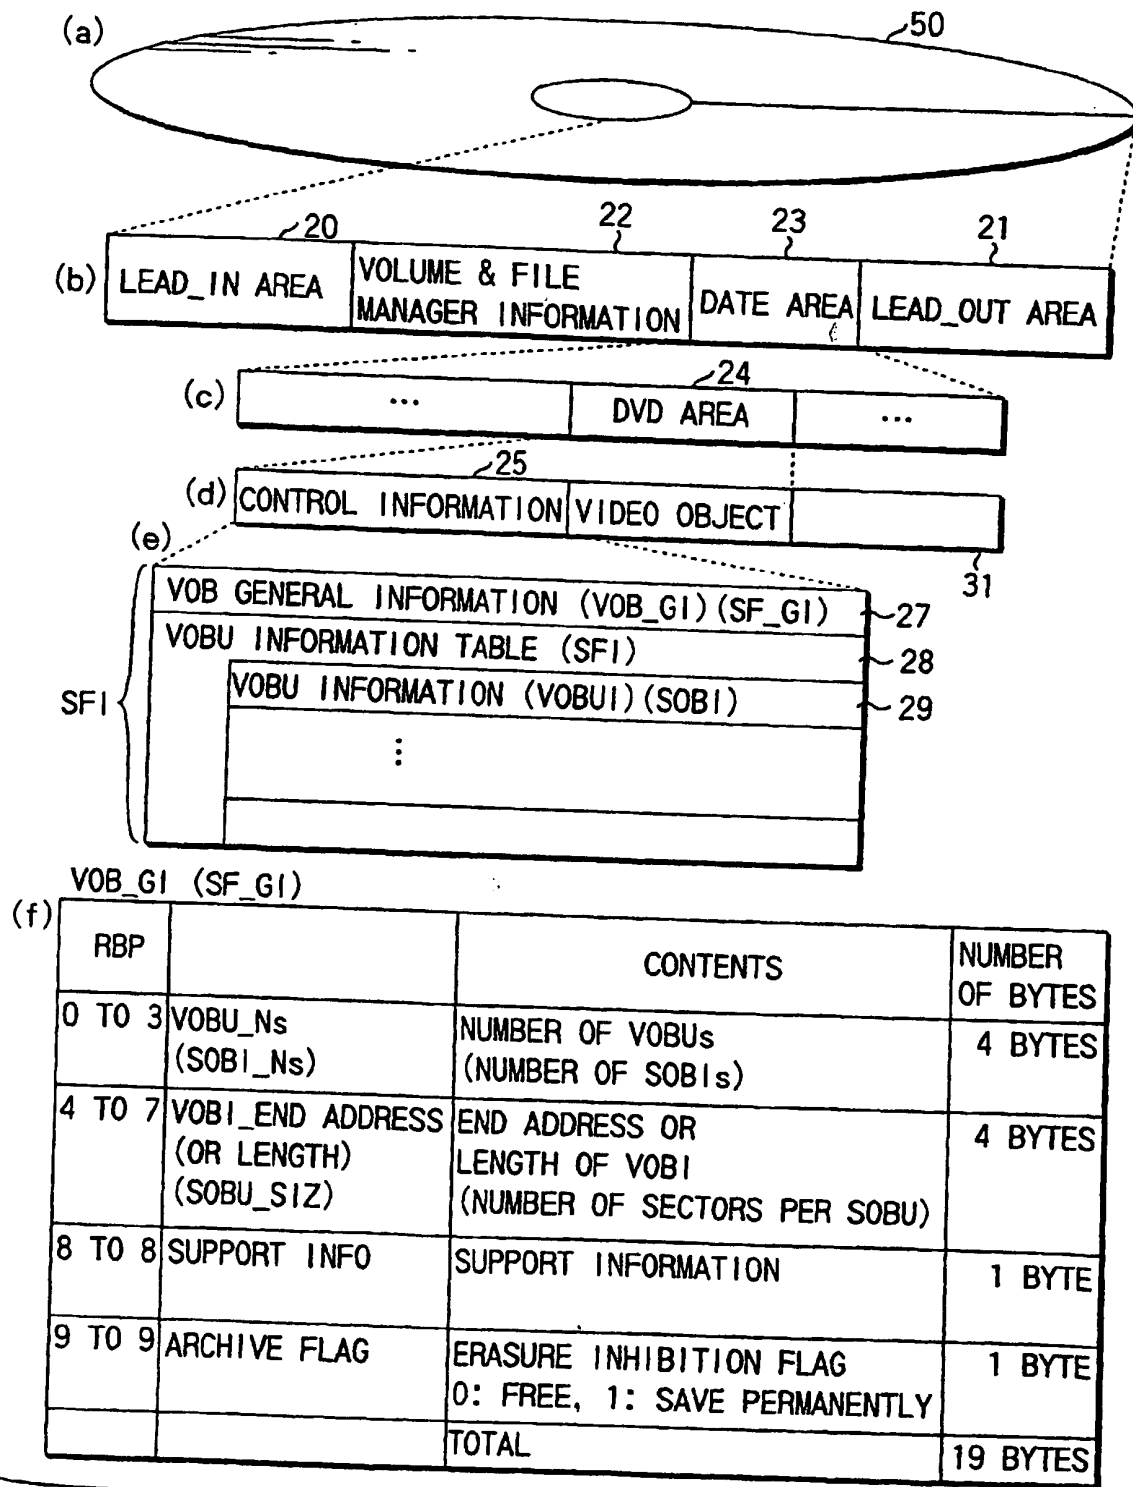 (a)
50
20
22
23
21
(b)
LEAD_IN AREA
VOLUME & FILE
MANAGER INFORMATION
DATE AREA
LEAD_OUT AREA
24
(c)
...
DVD AREA
...
25
(d)
CONTROL INFORMATION
VIDEO OBJECT
31
(e)
SFI
VOB GENERAL INFORMATION (VOB_GI)(SF_GI)
27
VOBU INFORMATION TABLE (SFI)
28
VOBU INFORMATION (VOBUI)(SOBI)
29
VOB_GI (SF_GI)
(f)
RBP
CONTENTS
NUMBER
OF BYTES
0 TO 3
VOBU_Ns
(SOBI_Ns)
NUMBER OF VOBUs
(NUMBER OF SOBIs)
4 BYTES
4 TO 7
VOBI_END ADDRESS
(OR LENGTH)
(SOBU_SIZ)
END ADDRESS OR
LENGTH OF VOBI
(NUMBER OF SECTORS PER SOBU)
4 BYTES
8 TO 8
SUPPORT INFO
SUPPORT INFORMATION
1 BYTE
9 TO 9
ARCHIVE FLAG
ERASURE INHIBITION FLAG
0: FREE, 1: SAVE PERMANENTLY
1 BYTE
TOTAL
19 BYTES